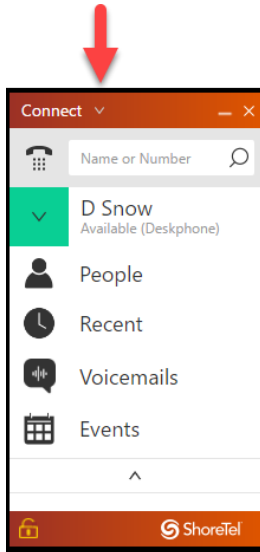 Connect
Name or Number
D Snow
Available (Deskphone)
People
Recent
Voicemails
Events
ShoreTel